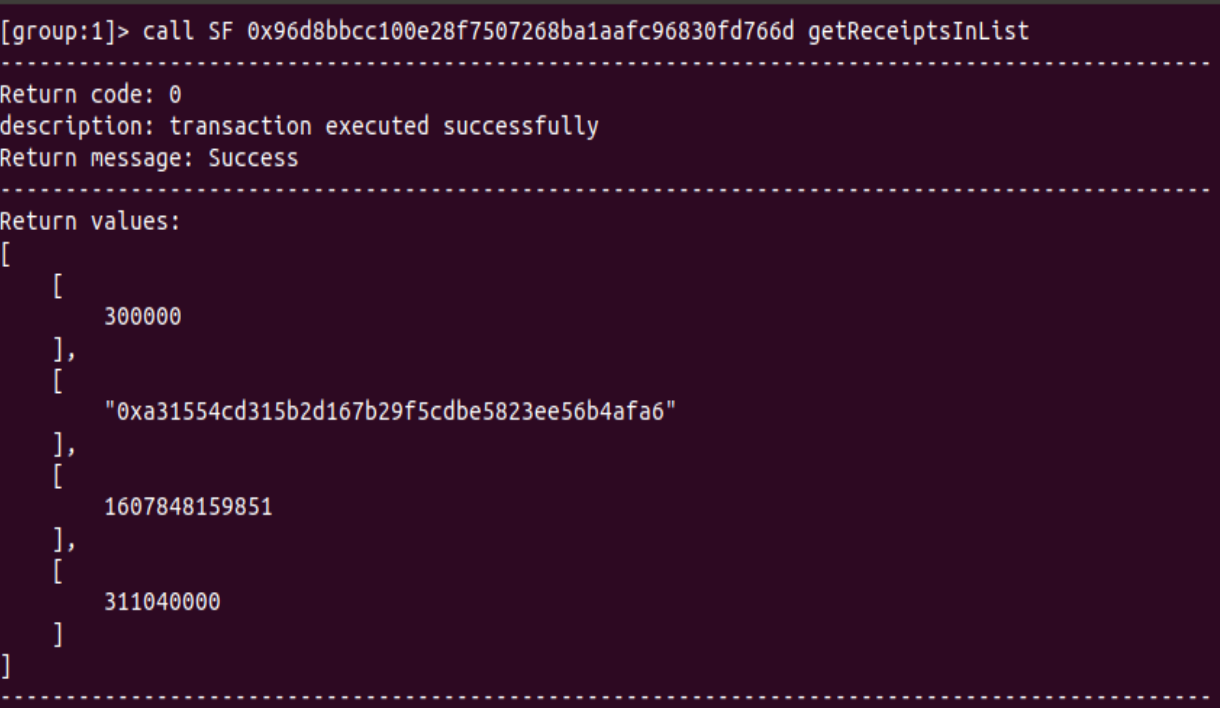 [group:1]> call SF 0x96d8bbcc100e28f7507268ba1aafc96830fd766d getReceiptsInList
---------------------------------------------------------------------------------------------
Return code: 0
description: transaction executed successfully
Return message: Success
---------------------------------------------------------------------------------------------
Return values:
[
    [
        300000
    ],
    [
        "0xa31554cd315b2d167b29f5cdbe5823ee56b4afa6"
    ],
    [
        1607848159851
    ],
    [
        311040000
    ]
]
---------------------------------------------------------------------------------------------